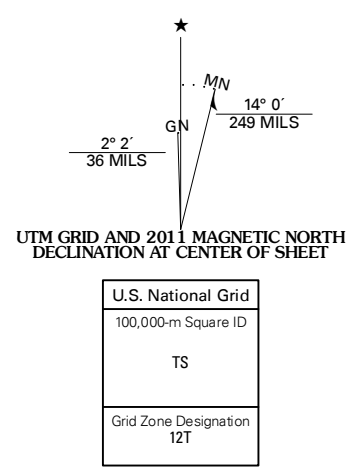 ★
MN
GN
14° 0´
249 MILS
2° 2´
36 MILS
UTM GRID AND 2011 MAGNETIC NORTH
DECLINATION AT CENTER OF SHEET
U.S. National Grid
100,000-m Square ID
TS
Grid Zone Designation
12T